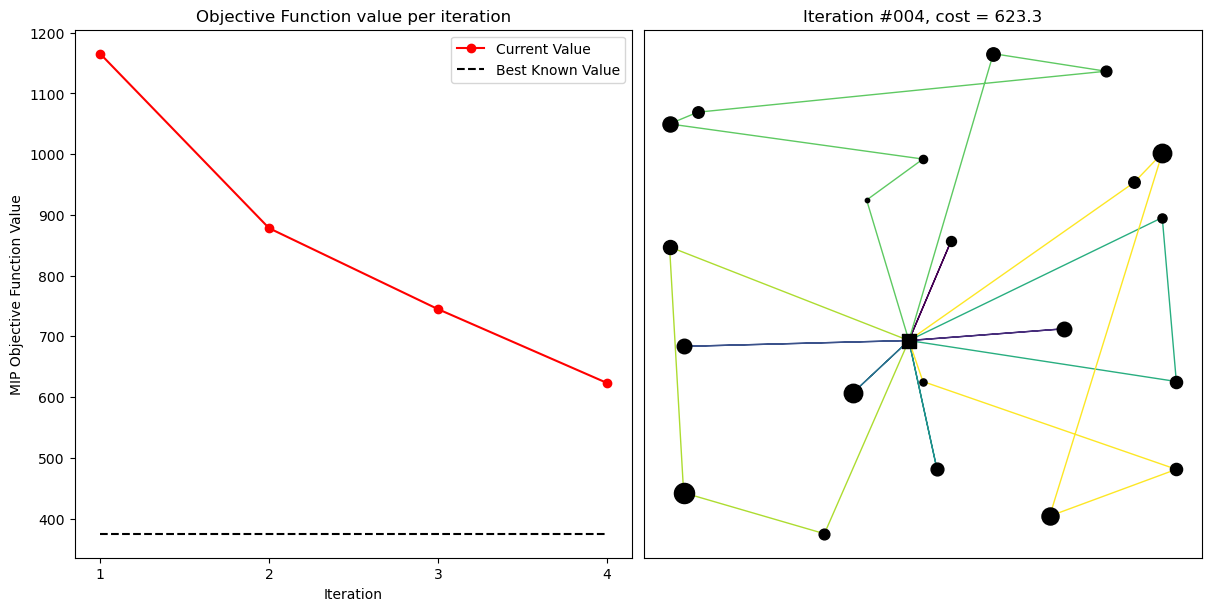 Objective Function value per iteration
Current Value
Best Known Value
MIP Objective Function Value
1200
1100
1000
900
800
700
600
500
400
1
2
3
4
Iteration
Iteration #004, cost = 623.3